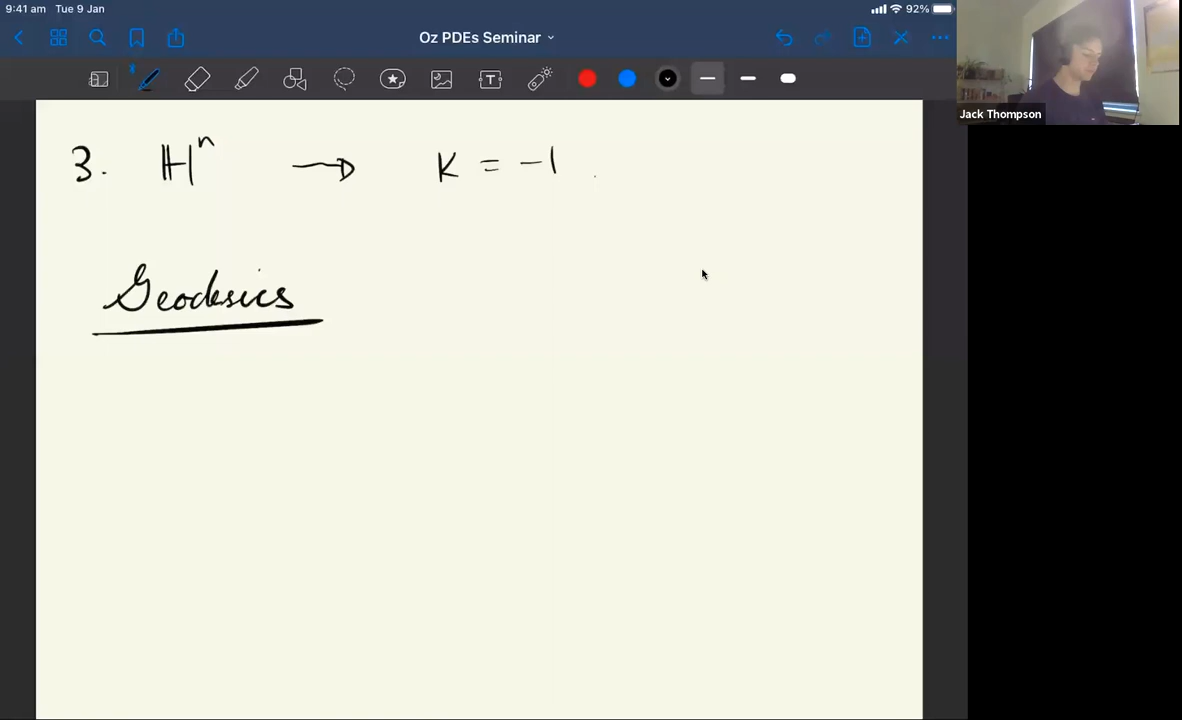 9:41 am Tue 9 Jan 92%
Oz PDEs Seminar
Jack Thompson
3. ℍⁿ → K = -1.
Geodesics